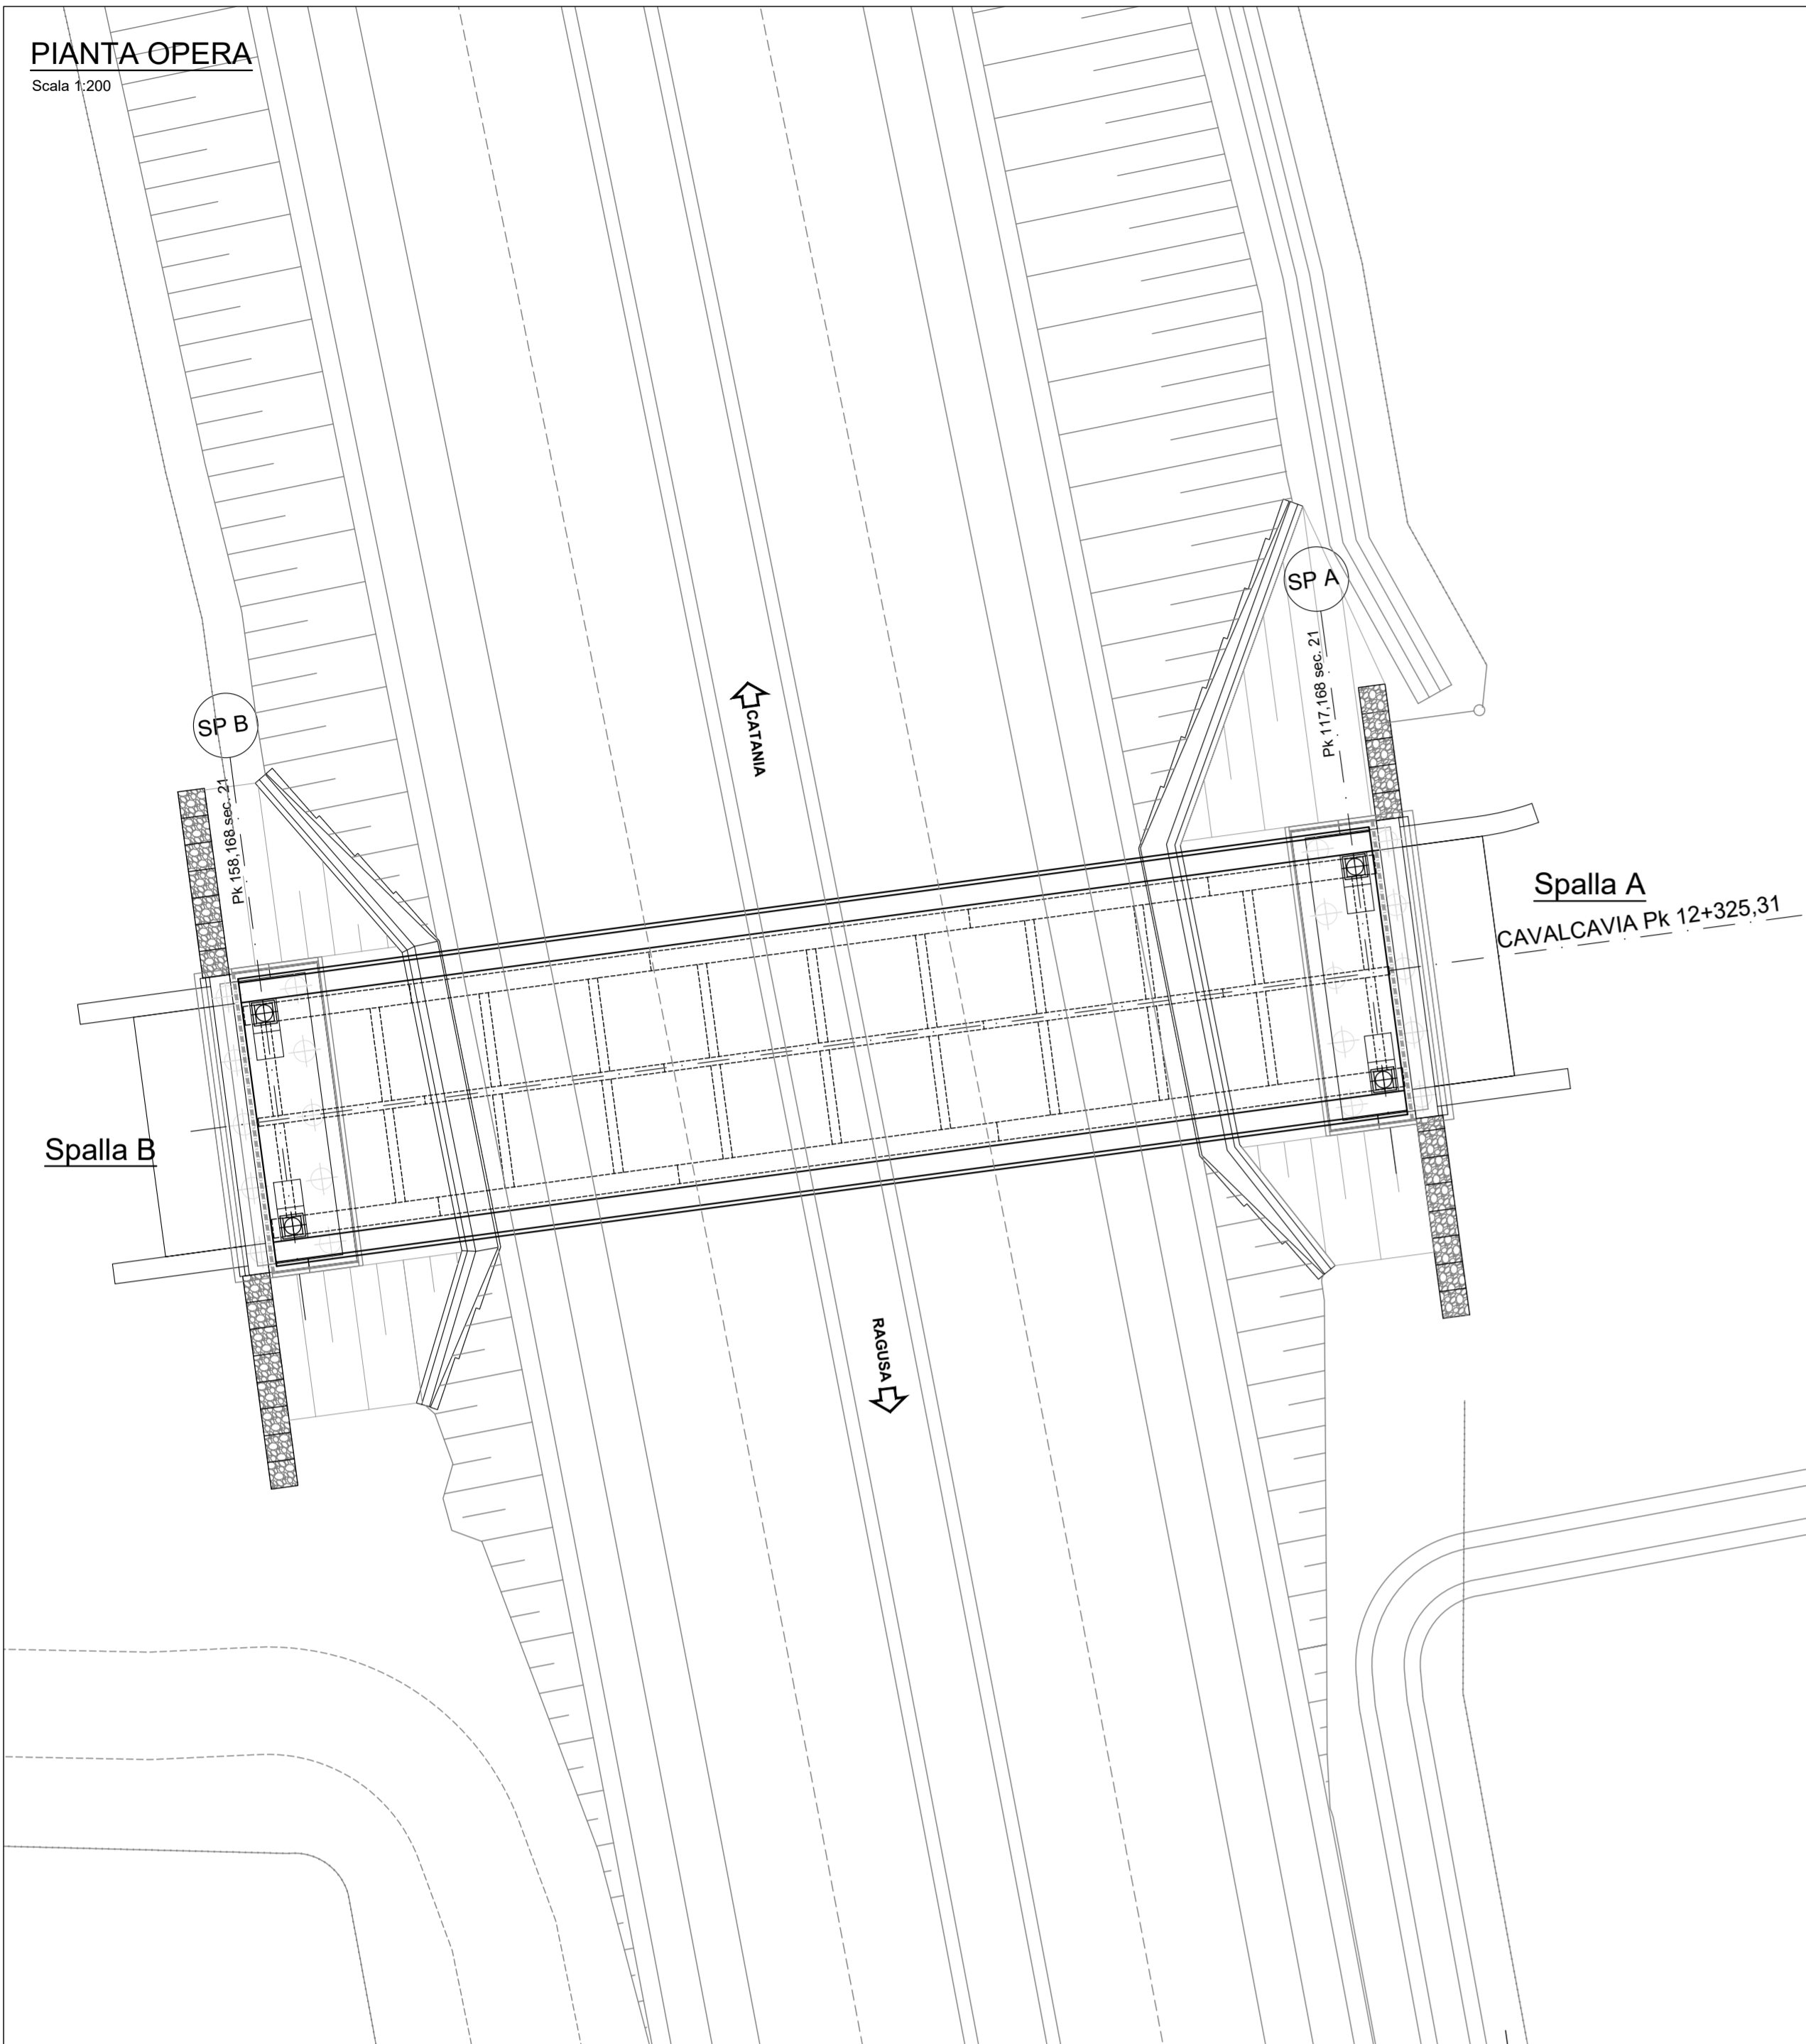 PIANTA OPERA
Scala 1:200
SP A
Pk 117,168 sec. 21
SP B
Pk 158,168 sec. 21
CATANIA
Spalla A
CAVALCAVIA Pk 12+325,31
Spalla B
RAGUSA